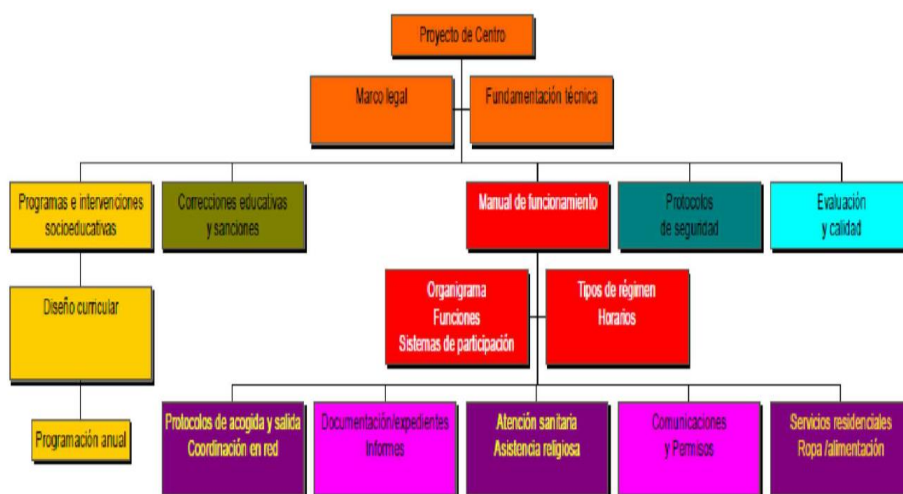 Proyecto de Centro
Marco legal
Fundamentación técnica
Programas e intervenciones
socioeducativas
Correcciones educativas
y sanciones
Manual de funcionamiento
Protocolos
de seguridad
Evaluación
y calidad
Diseño curricular
Organigrama
Funciones
Sistemas de participación
Tipos de régimen
Horarios
Programación anual
Protocolos de acogida y salida
Coordinación en red
Documentación/expedientes
Informes
Atención sanitaria
Asistencia religiosa
Comunicaciones
y Permisos
Servicios residenciales
Ropa /alimentación